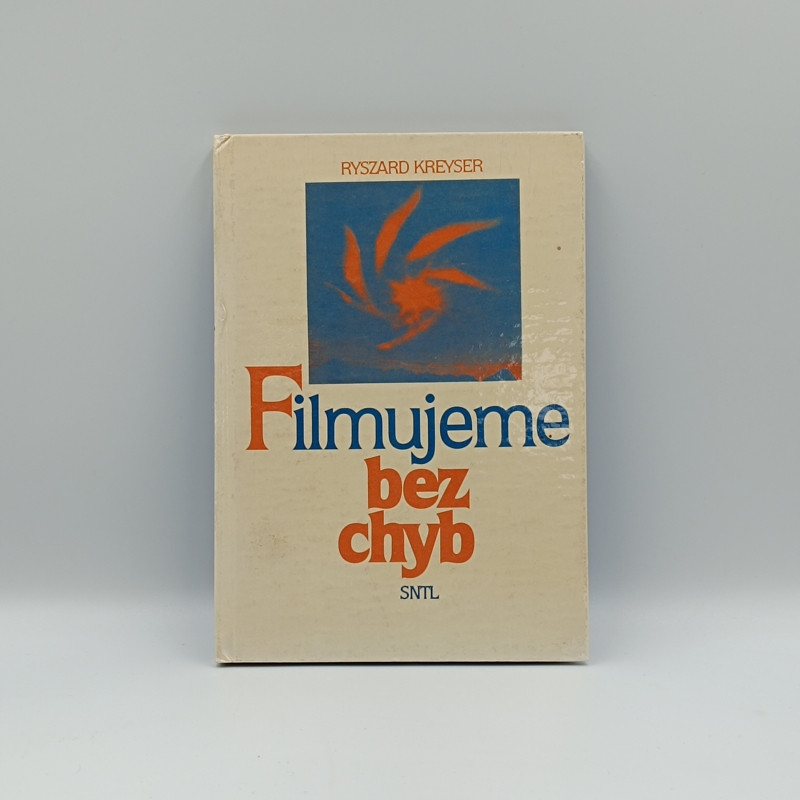 RYSZARD KREYSER
Filmujeme
bez
chyb
SNTL